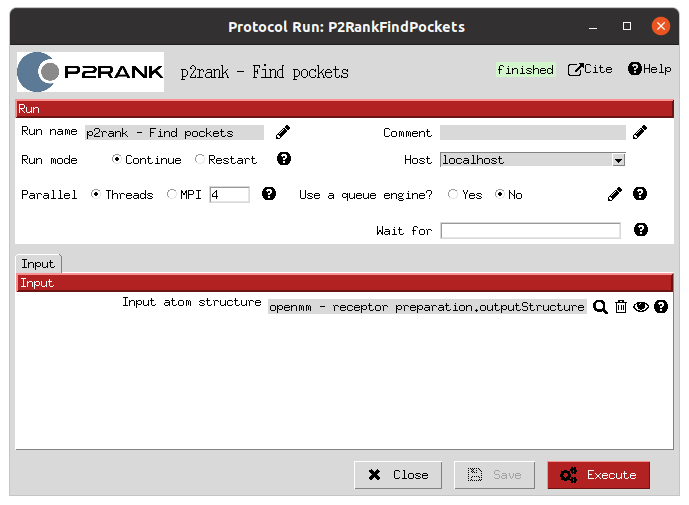 Protocol Run: P2RankFindPockets
P2RANK p2rank - Find pockets finished Cite Help
Run
Run name p2rank - Find pockets Comment
Run mode Continue Restart Host localhost
Parallel Threads MPI 4 Use a queue engine? Yes No
Wait for
Input
Input
Input atom structure openmm - receptor preparation.outputStructure
Close Save Execute